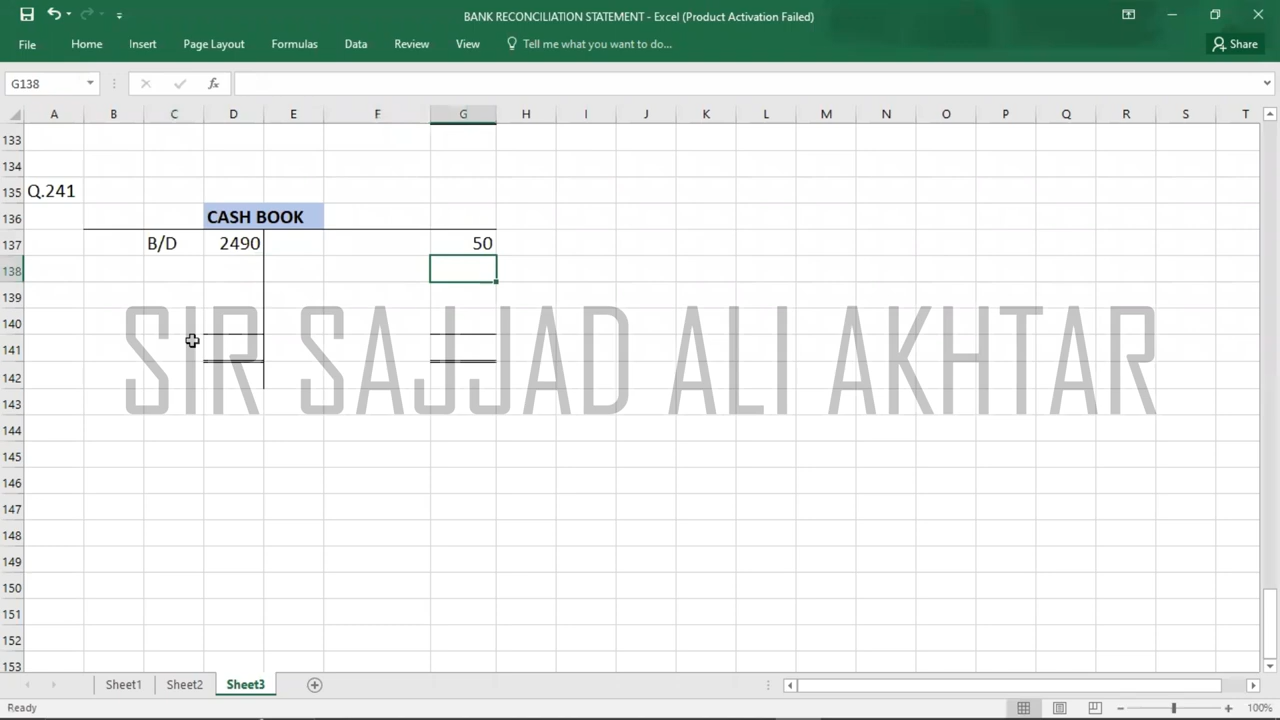 BANK RECONCILIATION STATEMENT - Excel (Product Activation Failed)
File Home Insert Page Layout Formulas Data Review View Tell me what you want to do... Share
G138 fx
A B C D E F G H I J K L M N O P Q R S T
133
134
135 Q.241
136 CASH BOOK
137 B/D 2490 50
138
139
140
141
SIR SAJJAD ALI AKHTAR
142
143
144
145
146
147
148
149
150
151
152
153
Sheet1 Sheet2 Sheet3
Ready 100%